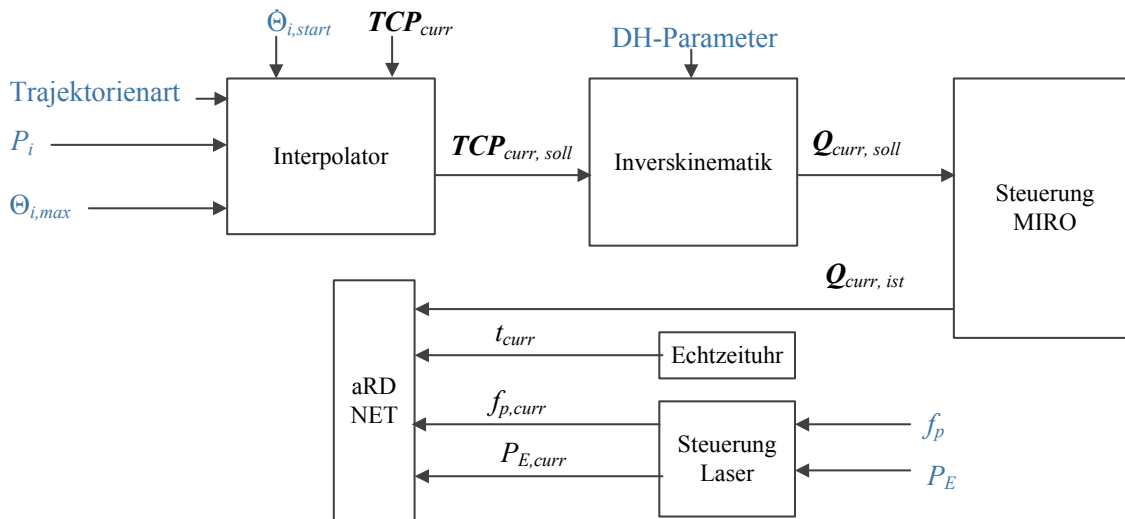 Θ̇i,start
TCPcurr
DH-Parameter
Trajektorienart
Pi
Θi,max
Interpolator
TCPcurr, soll
Inverskinematik
Qcurr, soll
Steuerung
MIRO
Qcurr, ist
tcurr
Echtzeituhr
aRD
NET
fp,curr
PE,curr
Steuerung
Laser
fp
PE